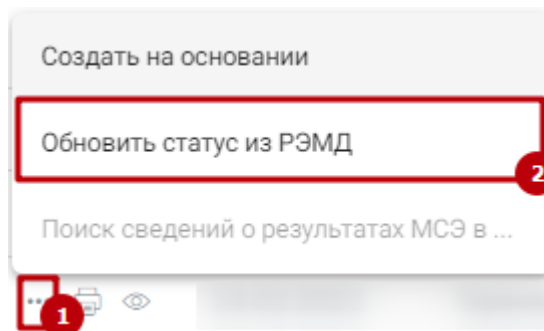 Создать на основании
Обновить статус из РЭМД
2
Поиск сведений о результатах МСЭ в ...
... 1